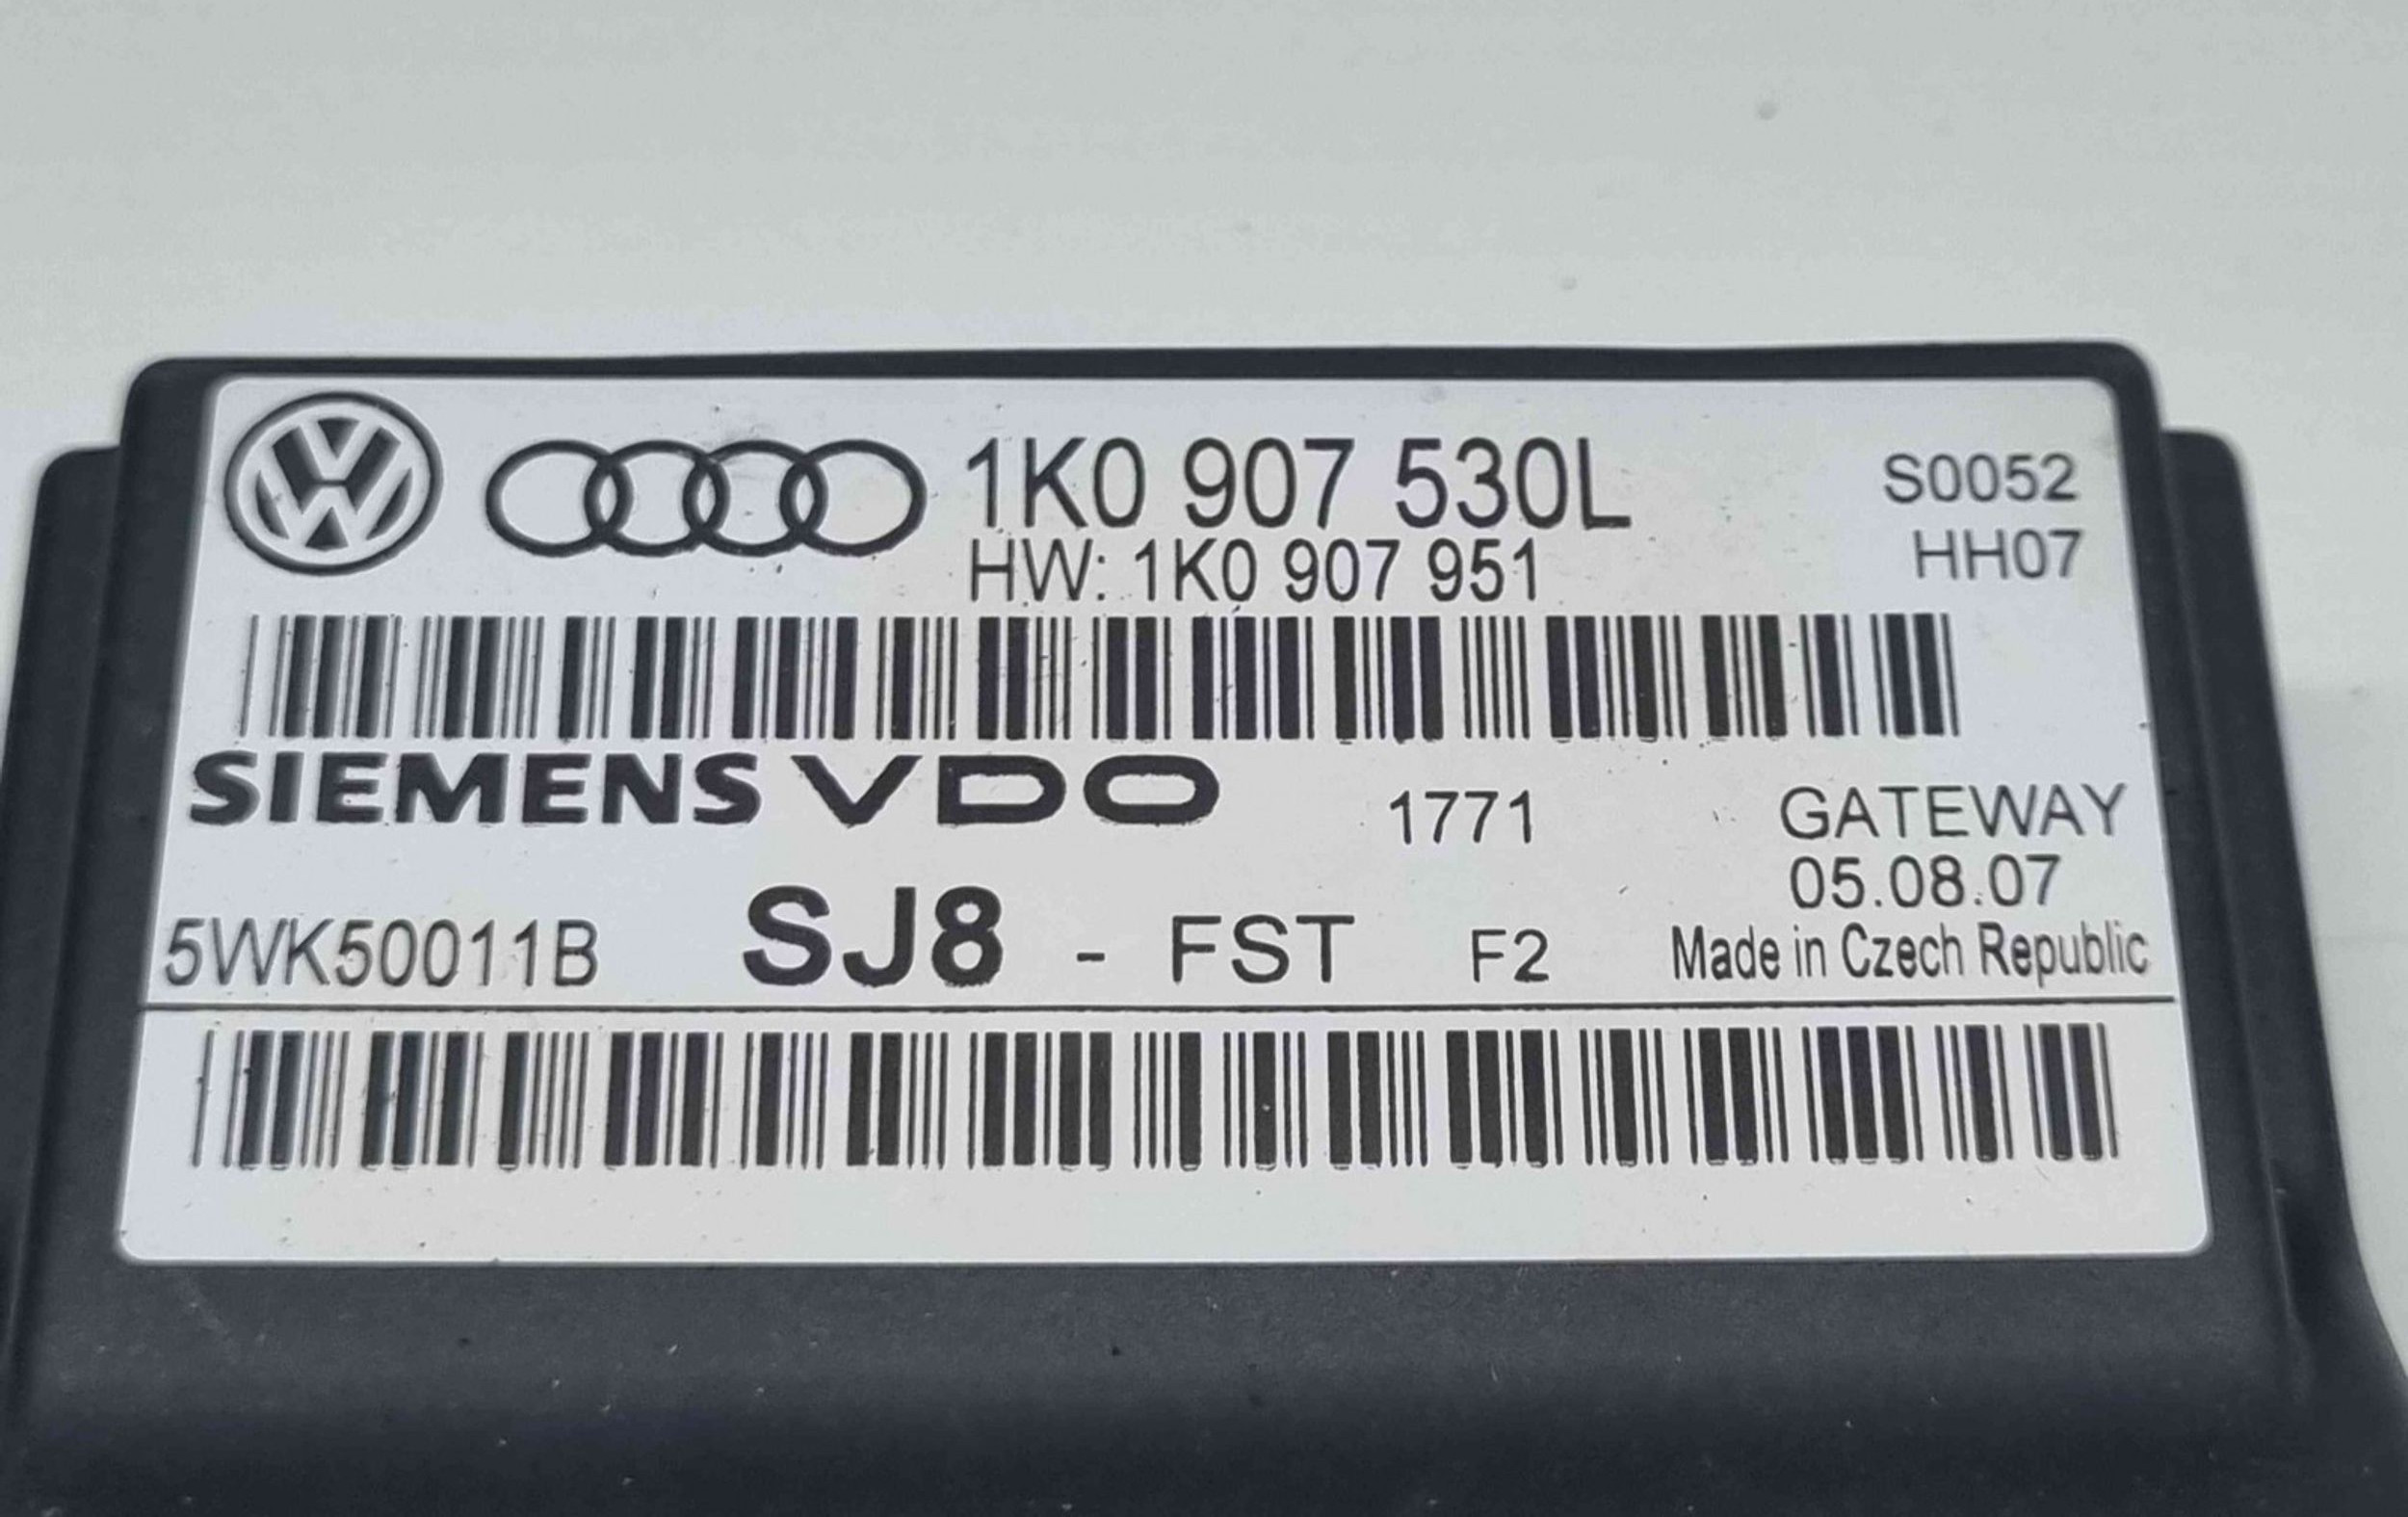 1K0 907 530L S0052
HW: 1K0 907 951 HH07
SIEMENS VDO 1771 GATEWAY
05.08.07
5WK50011B SJ8 - FST F2 Made in Czech Republic